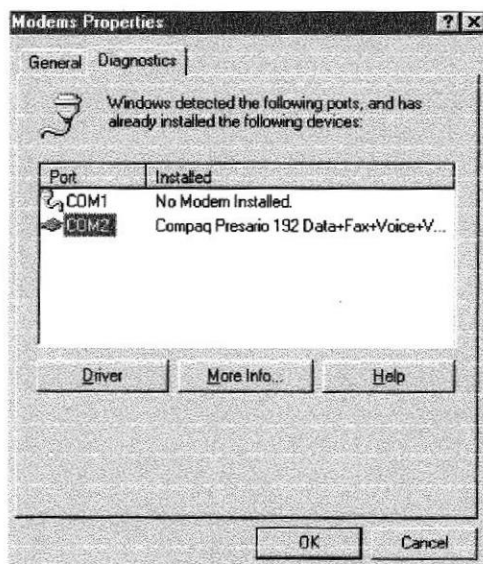 Modems Properties
? X
General Diagnostics
Windows detected the following ports, and has
already installed the following devices:
Port Installed
COM1 No Modem Installed.
COM2 Compaq Presario 192 Data+Fax+Voice+V...
Driver More Info... Help
OK Cancel